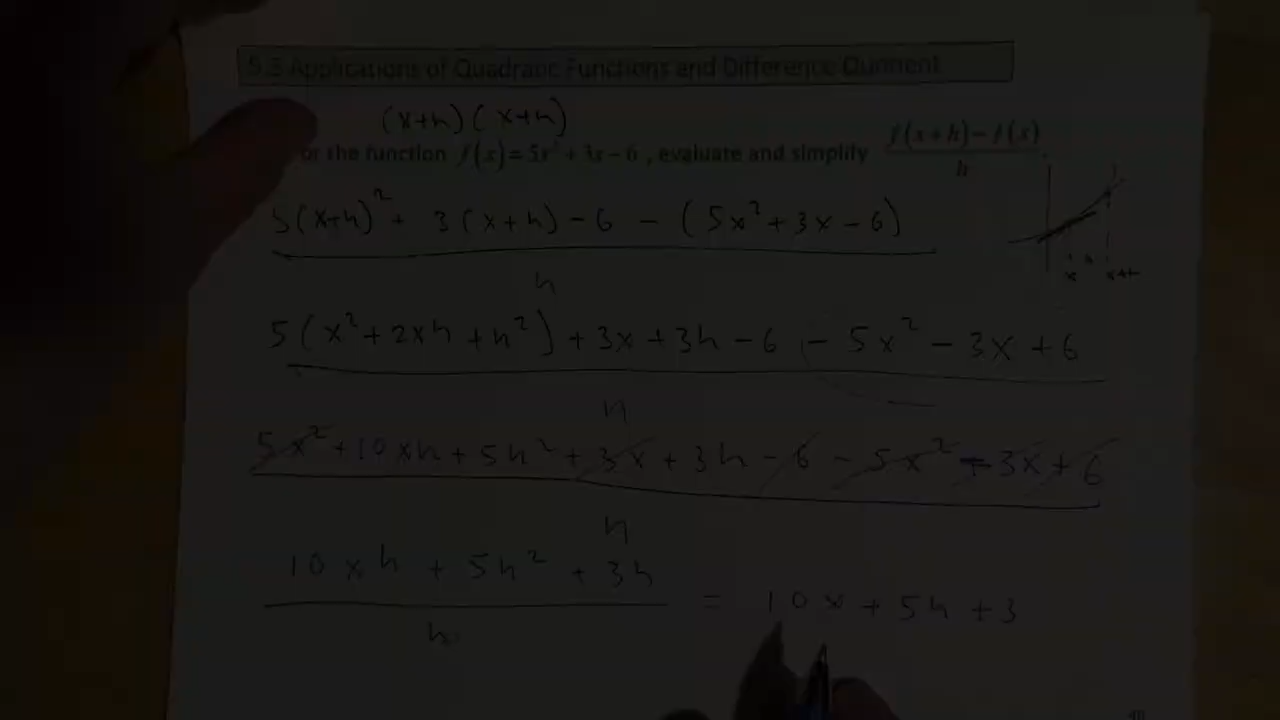 5.3 Applications of Quadratic Functions and Difference Quotient
(x+h)(x+h)
or the function f(x) = 5x² + 3x − 6, evaluate and simplify f(x+h) − f(x) / h
5(x+h)² + 3(x+h) − 6 − (5x² + 3x − 6)
h
x x+h
5(x² + 2xh + h²) + 3x + 3h − 6 − 5x² − 3x + 6
h
5x² + 10xh + 5h² + 3x + 3h − 6 − 5x² − 3x + 6
h
10xh + 5h² + 3h
h
= 10x + 5h + 3